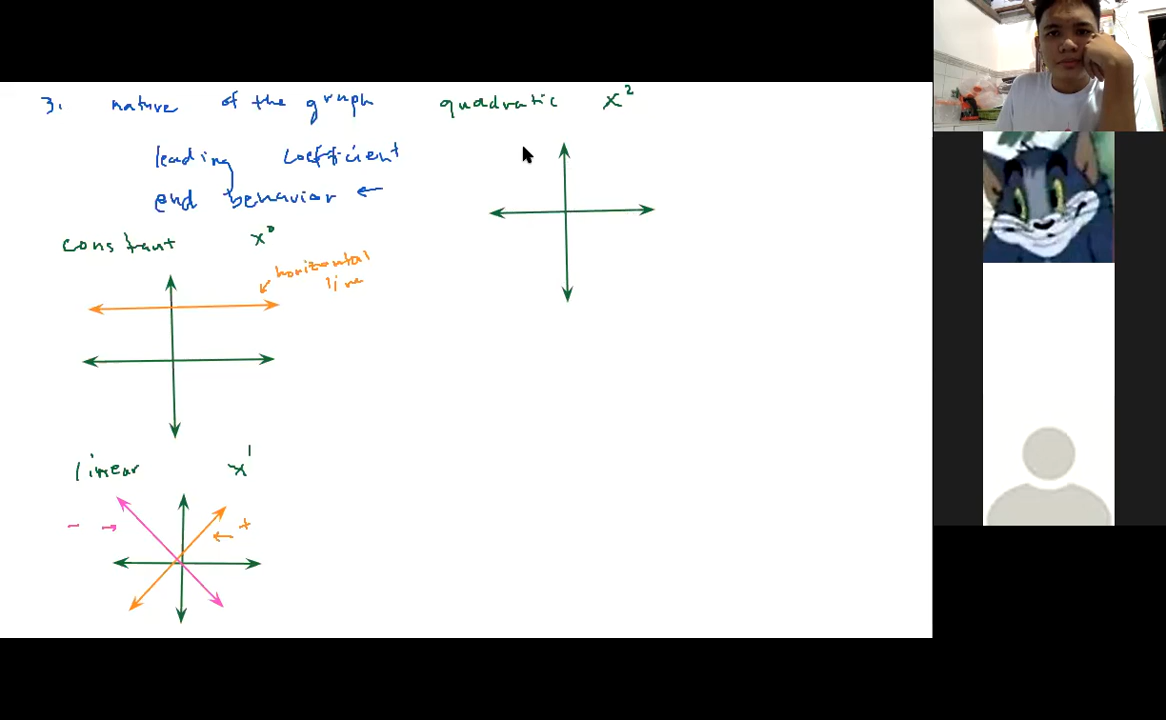 3. nature of the graph
leading coefficient
end behavior ←
constant x⁰
horizontal
line
linear x¹
- →
← +
quadratic x²